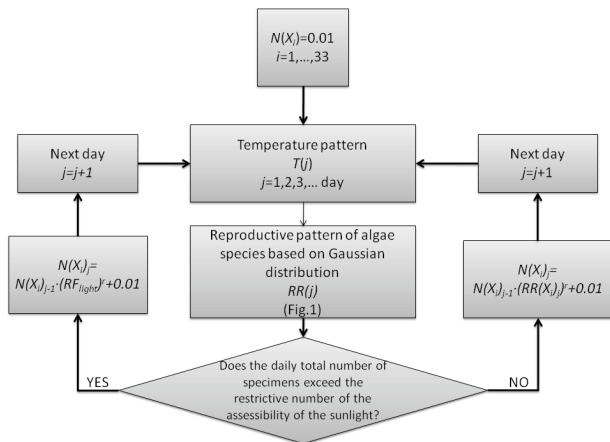 N(Xᵢ)=0.01
i=1,...,33
Next day
j=j+1
Temperature pattern
T(j)
j=1,2,3,... day
Next day
j=j+1
N(Xᵢ)ⱼ=
N(Xᵢ)ⱼ₋₁·(RF_light)ʳ+0.01
Reproductive pattern of algae
species based on Gaussian
distribution
RR(j)
(Fig.1)
N(Xᵢ)ⱼ=
N(Xᵢ)ⱼ₋₁·(RR(Xᵢ)ⱼ)ʳ+0.01
Does the daily total number of
specimens exceed the
restrictive number of the
assessibility of the sunlight?
YES
NO